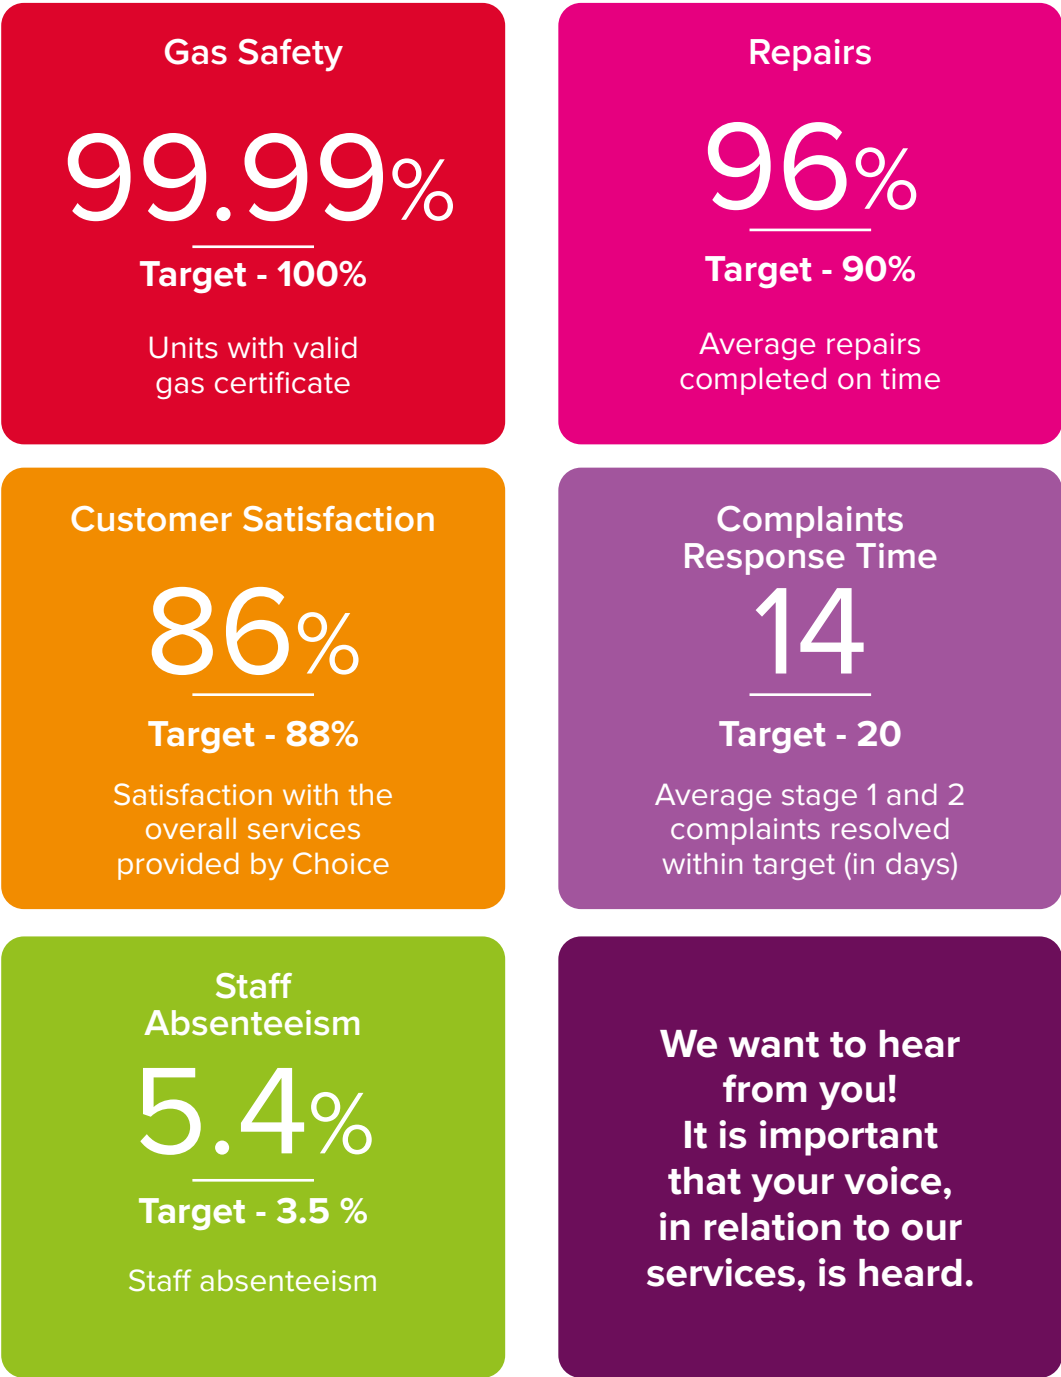 Gas Safety
99.99%
Target - 100%
Units with valid
gas certificate
Repairs
96%
Target - 90%
Average repairs
completed on time
Customer Satisfaction
86%
Target - 88%
Satisfaction with the
overall services
provided by Choice
Complaints
Response Time
14
Target - 20
Average stage 1 and 2
complaints resolved
within target (in days)
Staff
Absenteeism
5.4%
Target - 3.5 %
Staff absenteeism
We want to hear
from you!
It is important
that your voice,
in relation to our
services, is heard.